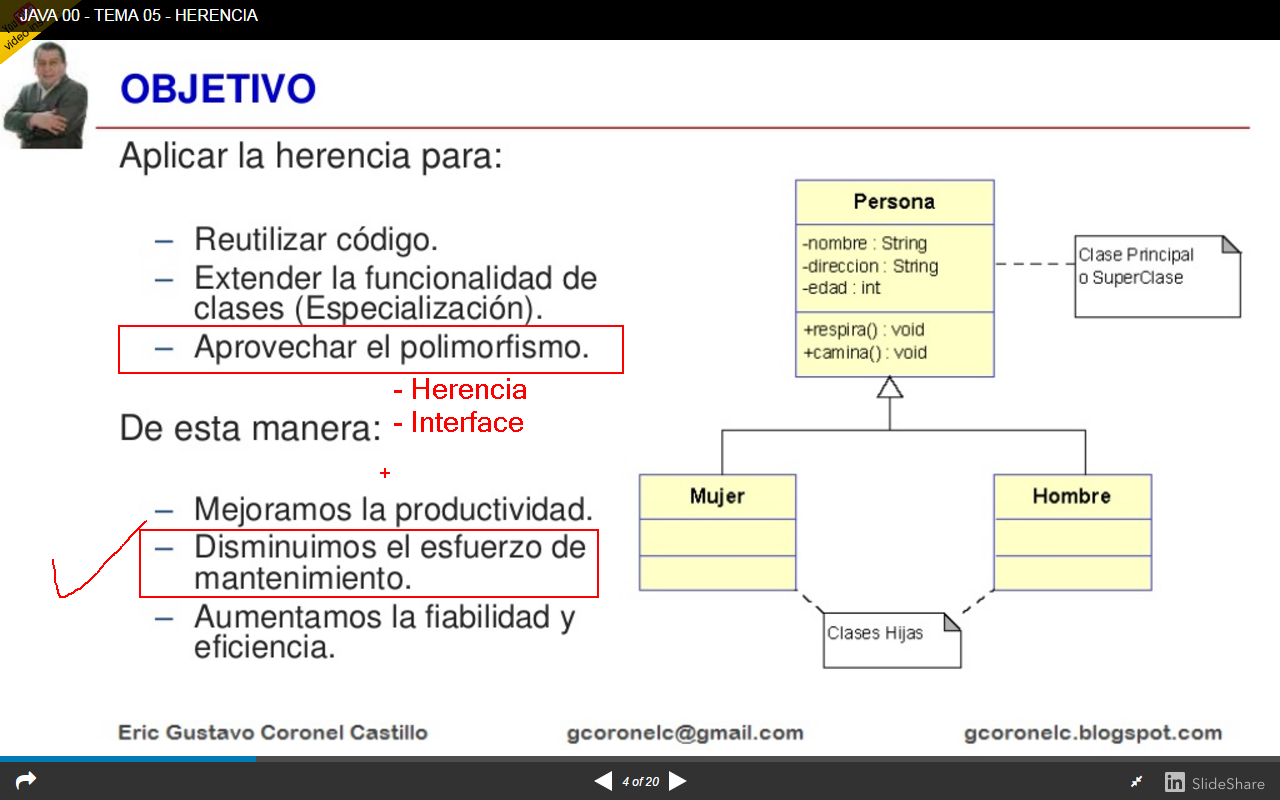 JAVA 00 - TEMA 05 - HERENCIA
OBJETIVO
Aplicar la herencia para:
– Reutilizar código.
– Extender la funcionalidad de
clases (Especialización).
– Aprovechar el polimorfismo.
- Herencia
- Interface
De esta manera:
– Mejoramos la productividad.
– Disminuimos el esfuerzo de
mantenimiento.
– Aumentamos la fiabilidad y
eficiencia.
Persona
-nombre : String
-direccion : String
-edad : int
+respira() : void
+camina() : void
Clase Principal
o SuperClase
Mujer
Hombre
Clases Hijas
Eric Gustavo Coronel Castillo
gcoronelc@gmail.com
gcoronelc.blogspot.com
4 of 20
in SlideShare